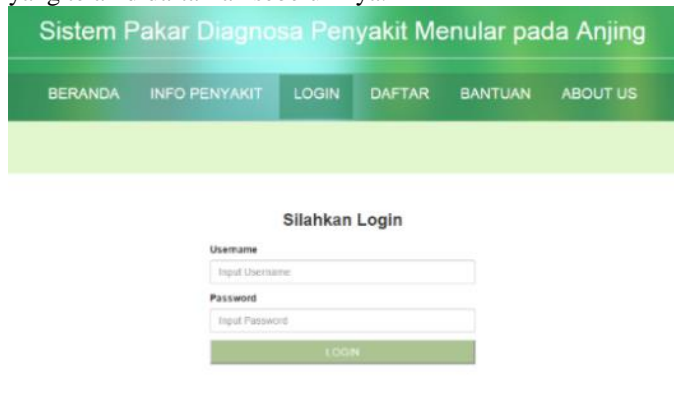 Sistem Pakar Diagnosa Penyakit Menular pada Anjing
BERANDA INFO PENYAKIT LOGIN DAFTAR BANTUAN ABOUT US
Silahkan Login
Username
Input Username
Password
Input Password
LOGIN